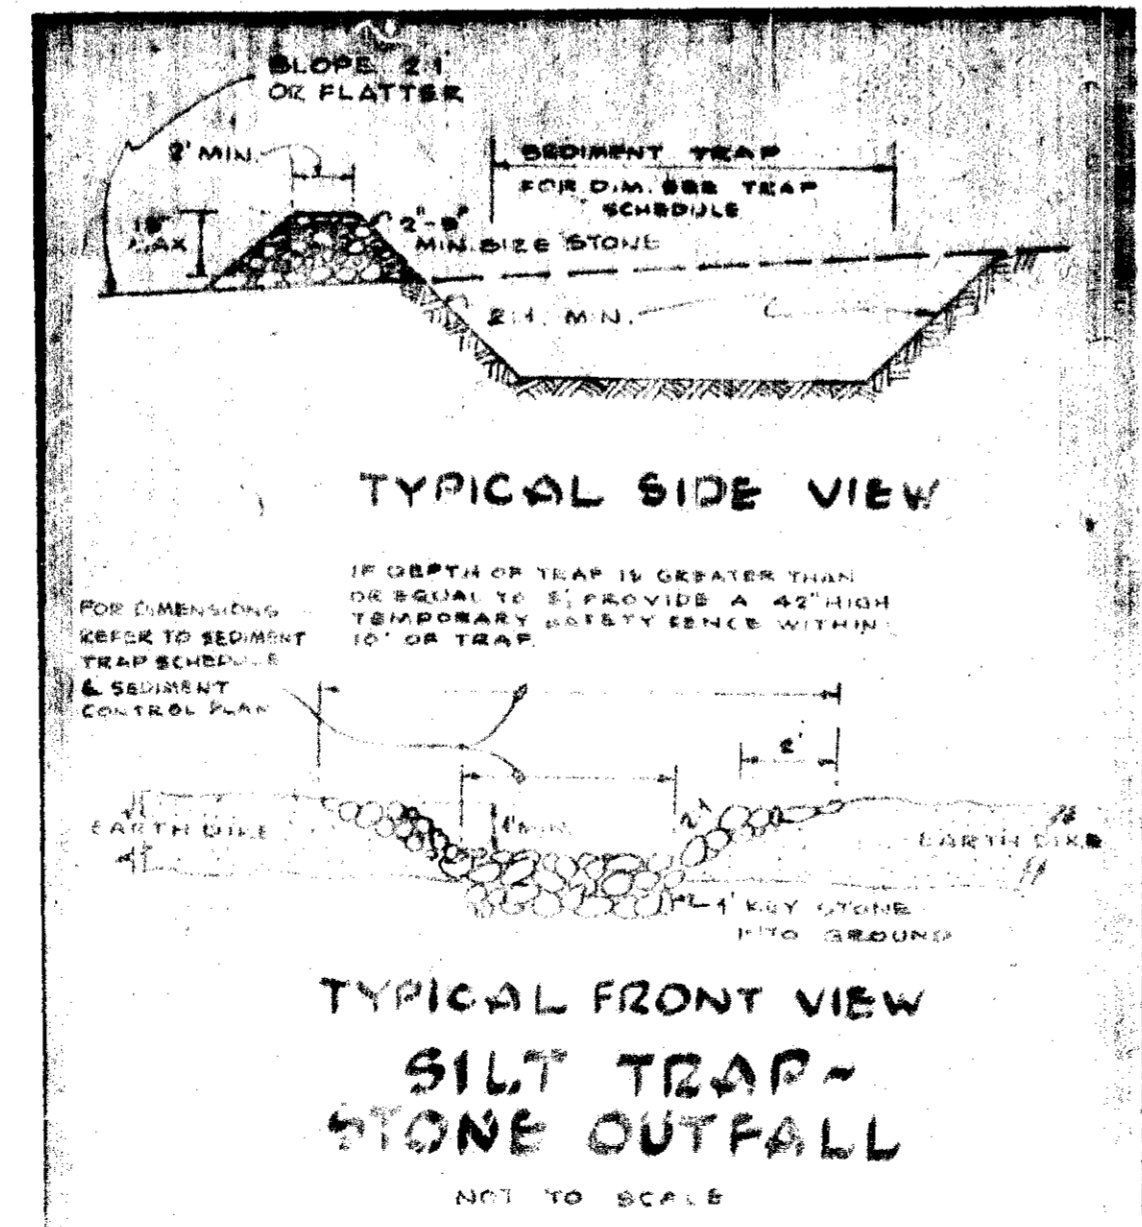 SLOPE 2:1
OR FLATTER
2' MIN.
SEDIMENT TRAP
FOR DIM. SEE TRAP
SCHEDULE
MAX
MIN. SIZE STONE
2:1. MIN.
TYPICAL SIDE VIEW
IF DEPTH OF TRAP IS GREATER THAN
OR EQUAL TO PROVIDE A 42" HIGH
TEMPORARY SAFETY FENCE WITHIN
10' OF TRAP.
FOR DIMENSIONS
REFER TO SEDIMENT
TRAP SCHEDULE
& SEDIMENT
CONTROL PLAN
2'
1' MIN.
2:1
EARTH DIKE
EARTH DIKE
1' KEY STONE
INTO GROUND
TYPICAL FRONT VIEW
SILT TRAP~
STONE OUTFALL
NOT TO SCALE